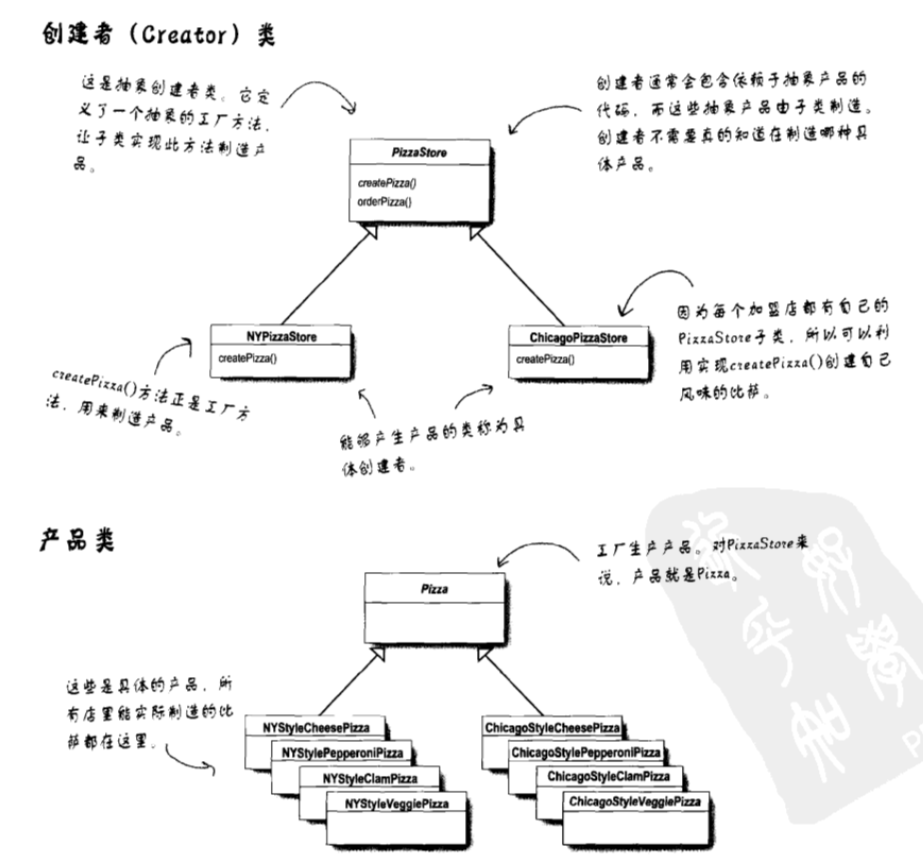 创建者（Creator）类
这是抽象创建者类。它定
义了一个抽象的工厂方法，
让子类实现此方法制造产
品。
创建者通常会包含依赖于抽象产品的
代码，而这些抽象产品由子类制造。
创建者不需要真的知道在制造哪种具
体产品。
PizzaStore
createPizza()
orderPizza()
NYPizzaStore
createPizza()
ChicagoPizzaStore
createPizza()
因为每个加盟店都有自己的
PizzaStore子类，所以可以利
用实现createPizza()创建自己
风味的比萨。
createPizza()方法正是工厂方
法，用来制造产品。
能够产生产品的类称为具
体创建者。
产品类
工厂生产产品。对PizzaStore来
说，产品就是Pizza。
Pizza
这些是具体的产品，所
有店里能实际制造的比
萨都在这里。
NYStyleCheesePizza
NYStylePepperoniPizza
NYStyleClamPizza
NYStyleVeggiePizza
ChicagoStyleCheesePizza
ChicagoStylePepperoniPizza
ChicagoStyleClamPizza
ChicagoStyleVeggiePizza